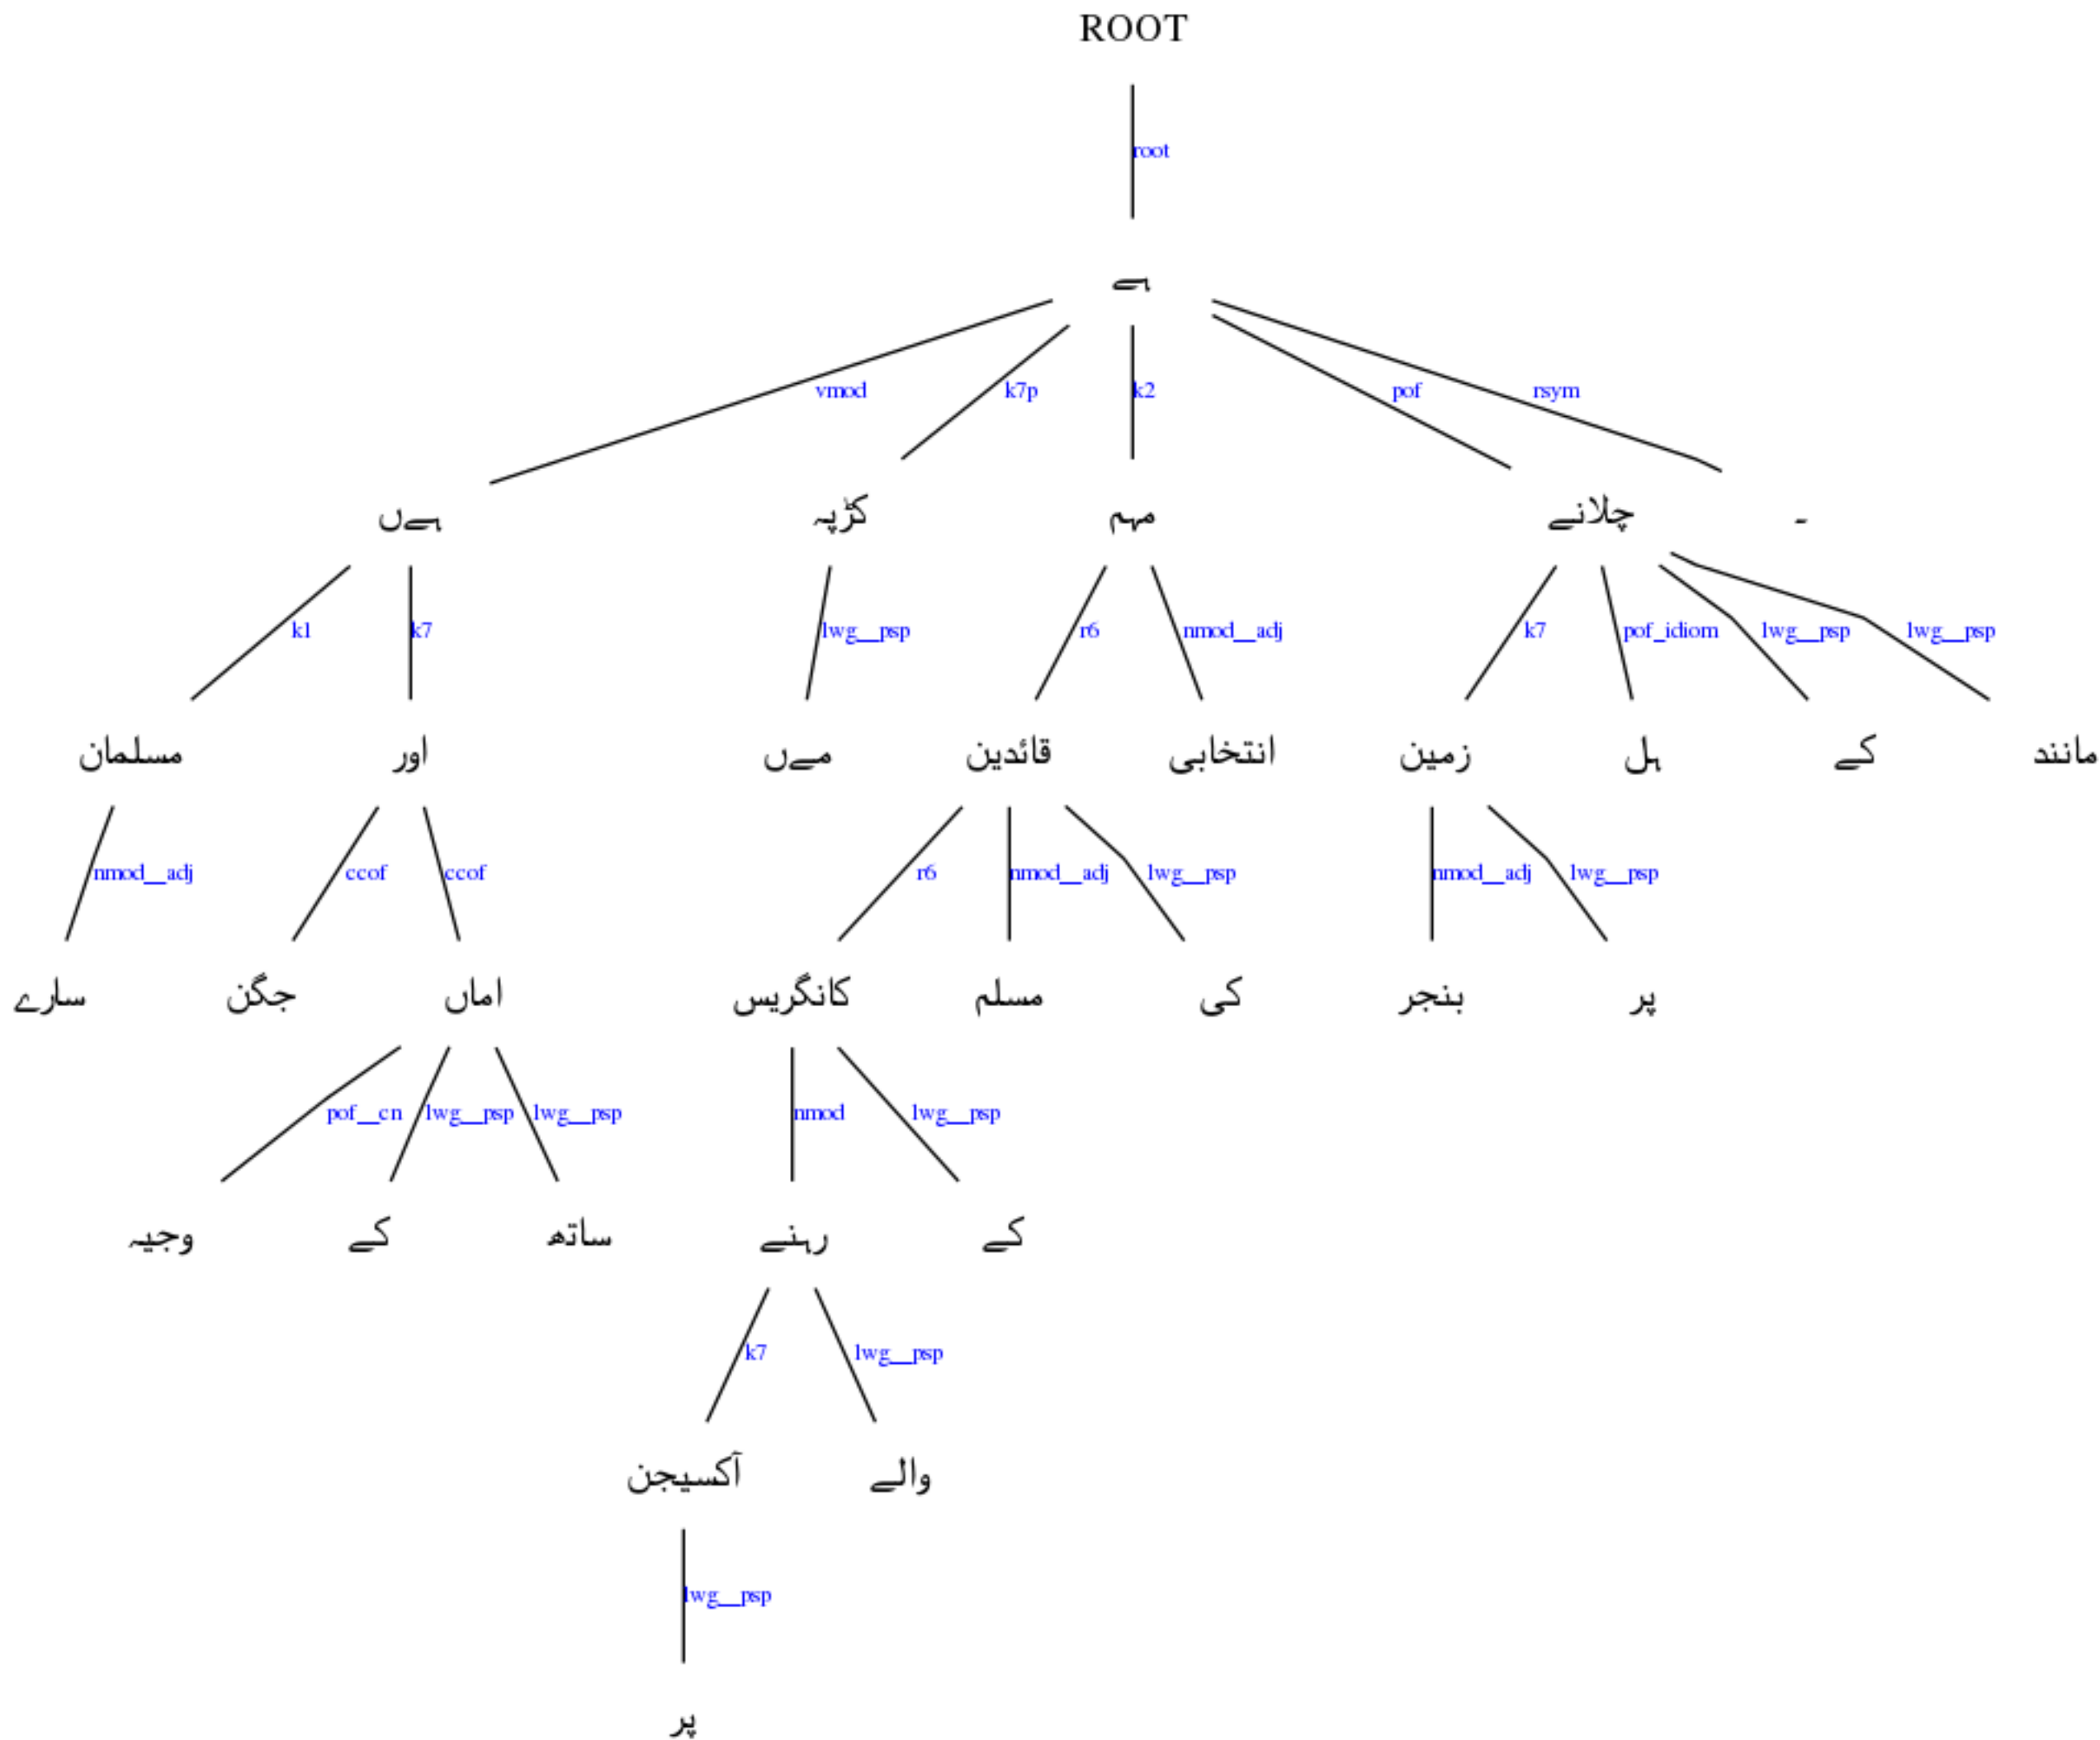 ROOT
root
ہے
vmod k7p k2 pof rsym
ہےں کڑپہ مہم چلانے ۔
k1 k7 lwg__psp r6 nmod__adj k7 pof_idiom lwg__psp lwg__psp
مسلمان اور مےں قائدین انتخابی زمین ہل کے مانند
nmod__adj ccof ccof r6 nmod__adj lwg__psp nmod__adj lwg__psp
سارے جگن اماں کانگریس مسلم کی بنجر پر
pof__cn lwg__psp lwg__psp nmod lwg__psp
وجیہ کے ساتھ رہنے کے
k7 lwg__psp
آکسیجن والے
lwg__psp
پر